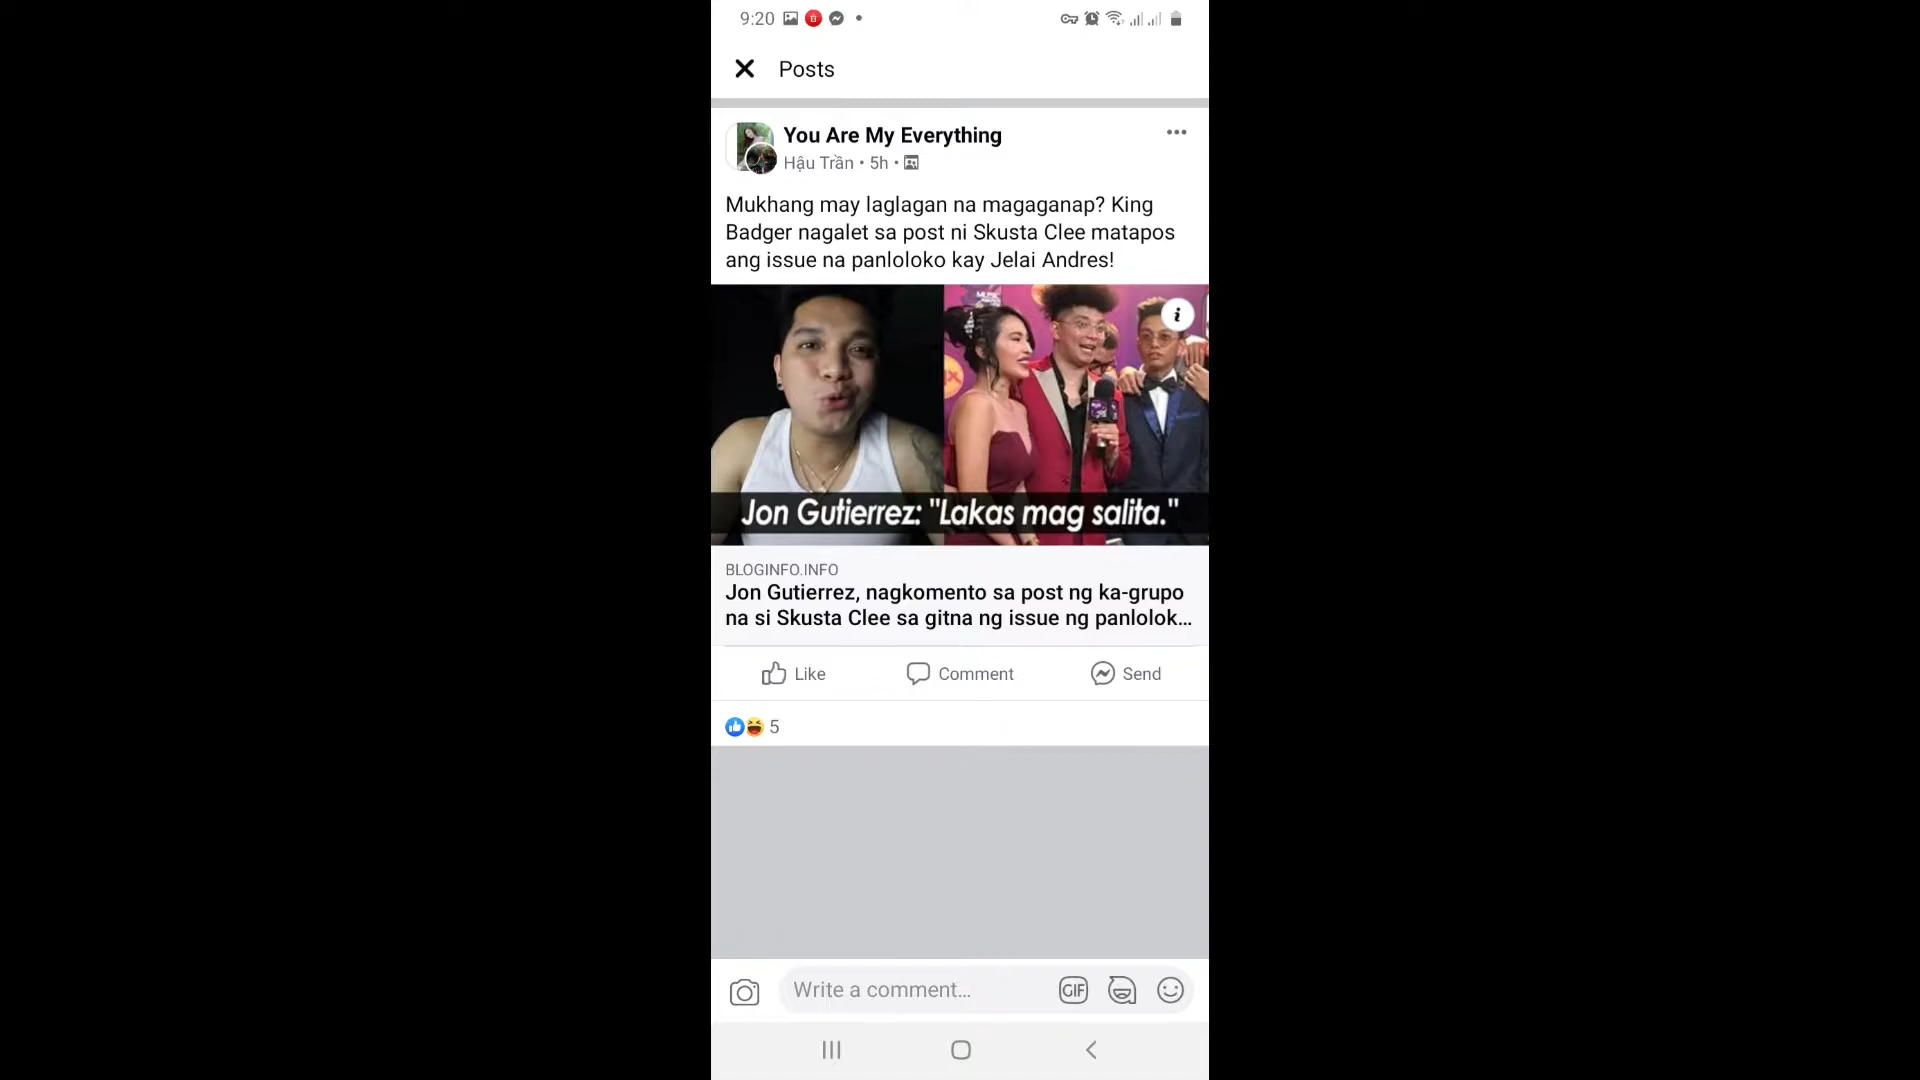 9:20
Posts
You Are My Everything
Hậu Trần • 5h •
Mukhang may laglagan na magaganap? King
Badger nagalet sa post ni Skusta Clee matapos
ang issue na panloloko kay Jelai Andres!
Jon Gutierrez: "Lakas mag salita."
BLOGINFO.INFO
Jon Gutierrez, nagkomento sa post ng ka-grupo
na si Skusta Clee sa gitna ng issue ng panlolok...
Like
Comment
Send
5
Write a comment...
GIF